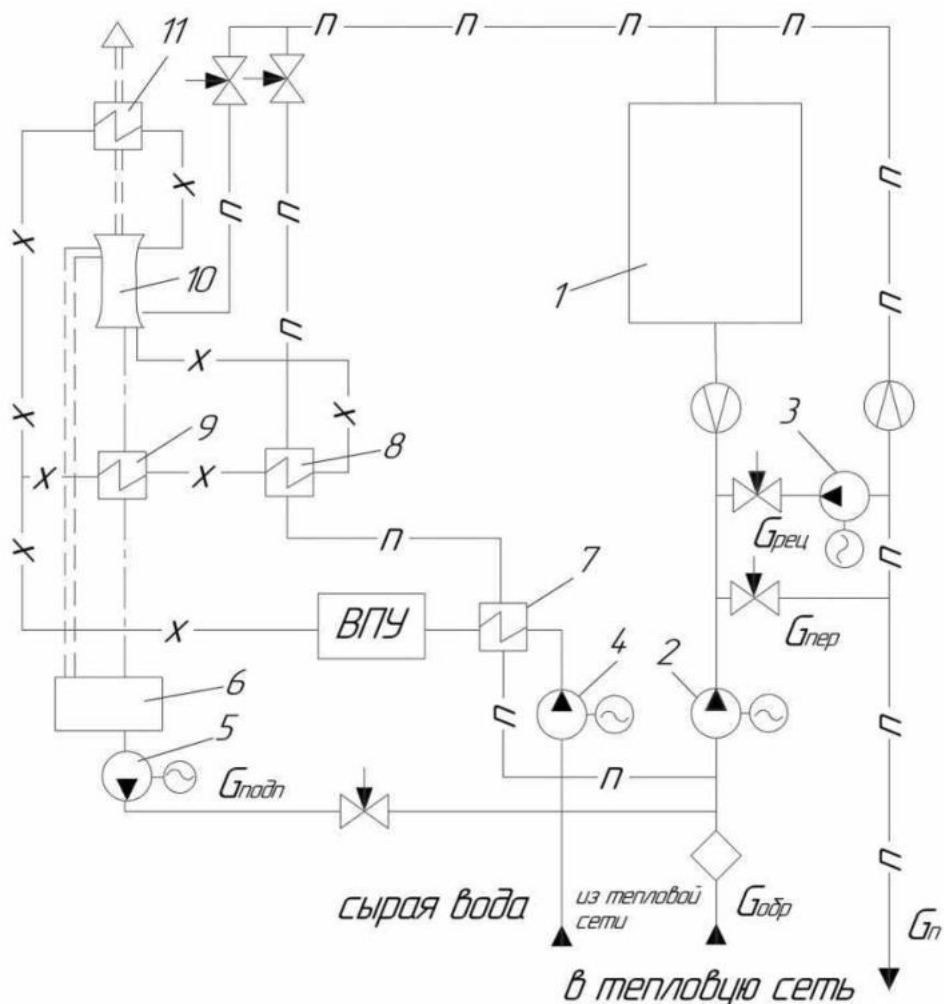 11
П
П
П
П
Х
Х
П
П
10
1
П
П
Х
Х
9
8
3
Х
Х
П
Gрец
П
Х
7
ВПУ
Gпер
Х
4
2
6
П
П
5
Gподп
П
П
сырая вода
из тепловой
сети
Gобр
Gп
в тепловую сеть